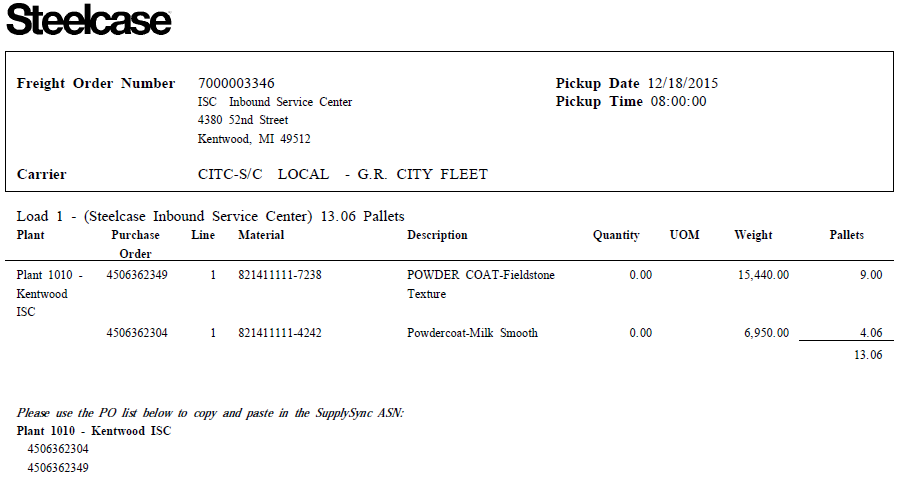 Steelcase
Freight Order Number 7000003346 Pickup Date 12/18/2015
ISC Inbound Service Center Pickup Time 08:00:00
4380 52nd Street
Kentwood, MI 49512
Carrier CITC-S/C LOCAL - G.R. CITY FLEET
Load 1 - (Steelcase Inbound Service Center) 13.06 Pallets
Plant Purchase Order Line Material Description Quantity UOM Weight Pallets
Plant 1010 - 4506362349 1 821411111-7238 POWDER COAT-Fieldstone 0.00 15,440.00 9.00
Kentwood Texture
ISC
4506362304 1 821411111-4242 Powdercoat-Milk Smooth 0.00 6,950.00 4.06
13.06
Please use the PO list below to copy and paste in the SupplySync ASN:
Plant 1010 - Kentwood ISC
4506362304
4506362349